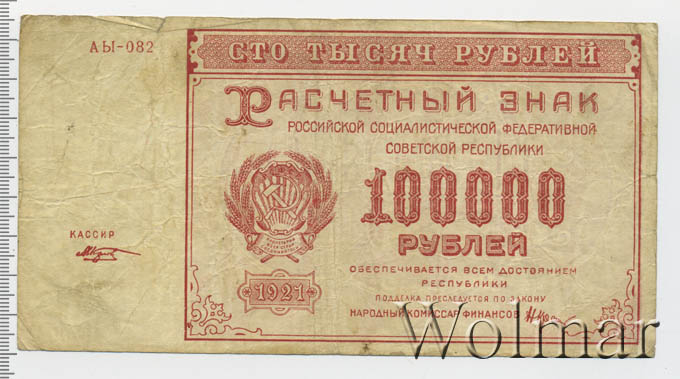 АЫ-082
СТО ТЫСЯЧ РУБЛЕЙ
РАСЧЕТНЫЙ ЗНАК
РОССИЙСКОЙ СОЦИАЛИСТИЧЕСКОЙ ФЕДЕРАТИВНОЙ
СОВЕТСКОЙ РЕСПУБЛИКИ
100000
РУБЛЕЙ
КАССИР
ОБЕСПЕЧИВАЕТСЯ ВСЕМ ДОСТОЯНИЕМ
РЕСПУБЛИКИ
1921
ПОДДЕЛКА ПРЕСЛЕДУЕТСЯ ПО ЗАКОНУ
НАРОДНЫЙ КОМИССАР ФИНАНСОВ
Wolmar